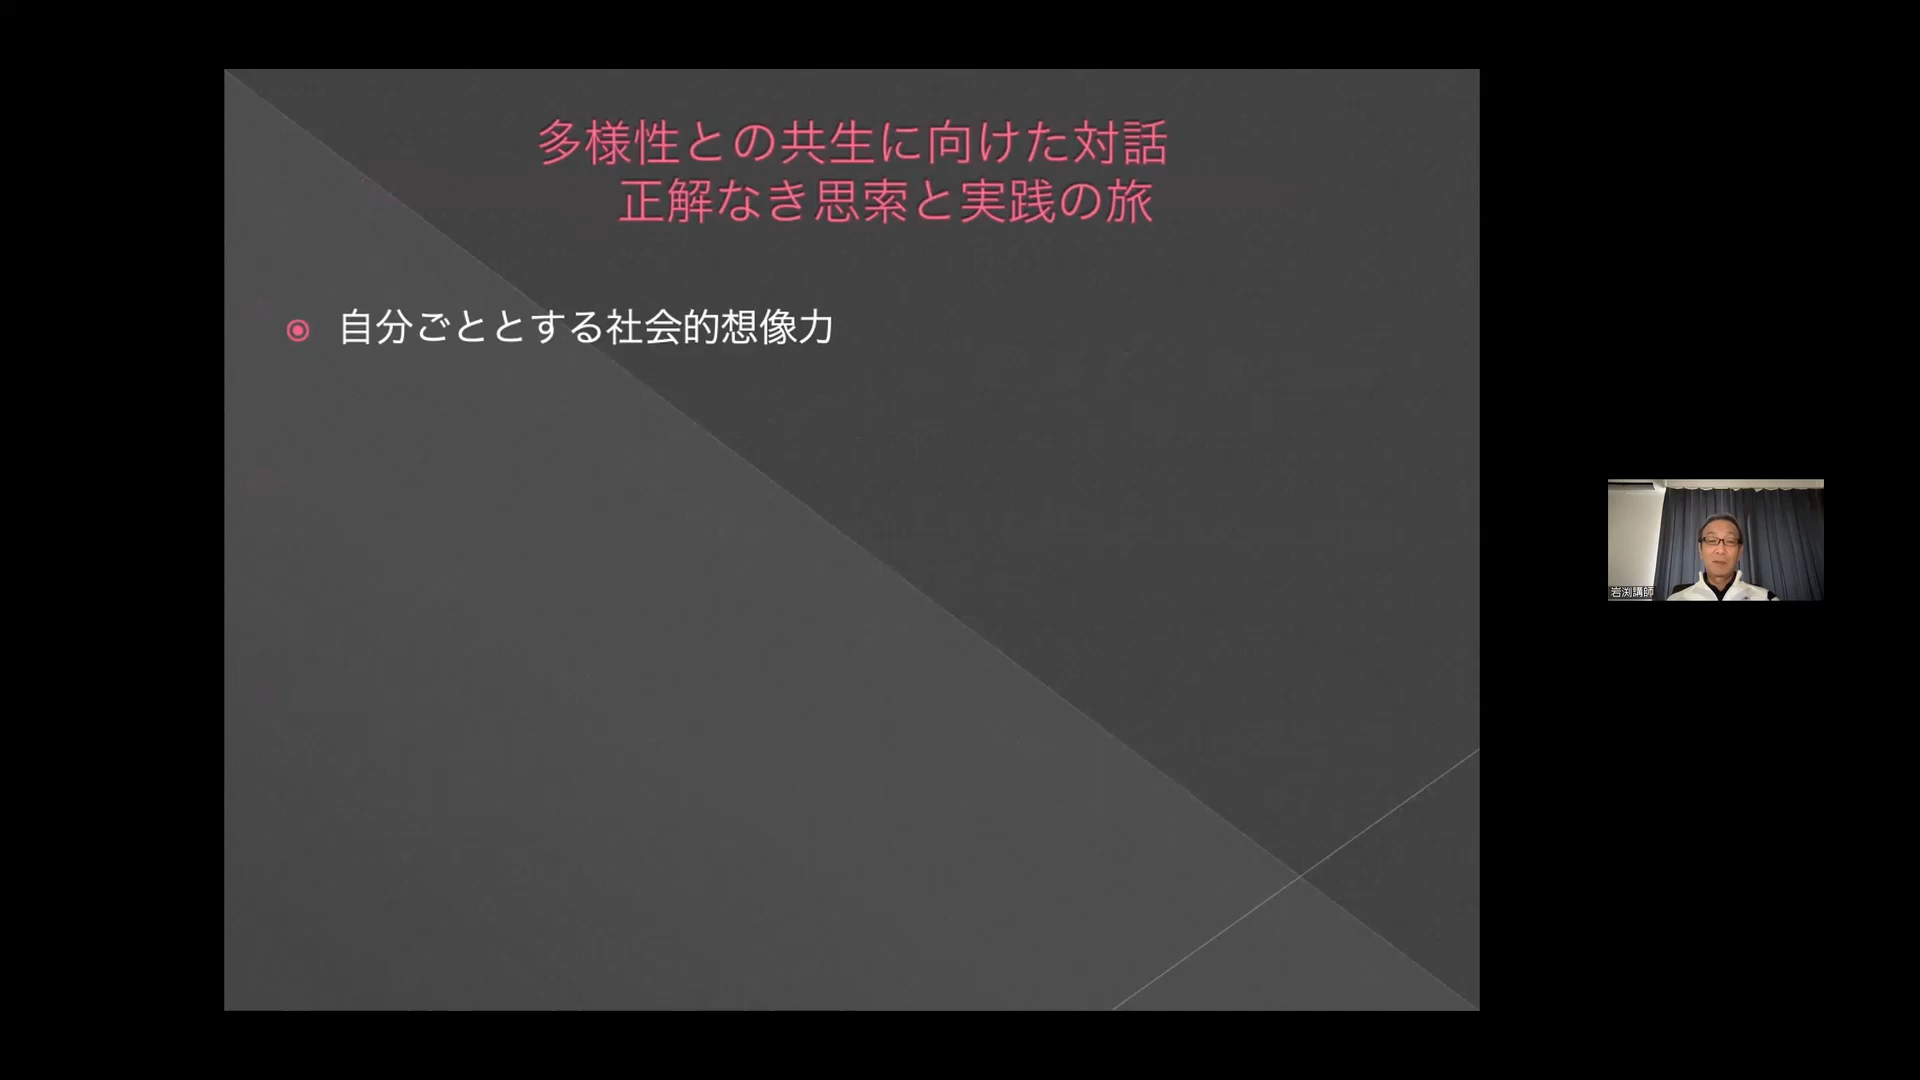 多様性との共生に向けた対話
正解なき思索と実践の旅
自分ごととする社会的想像力
岩渕講師